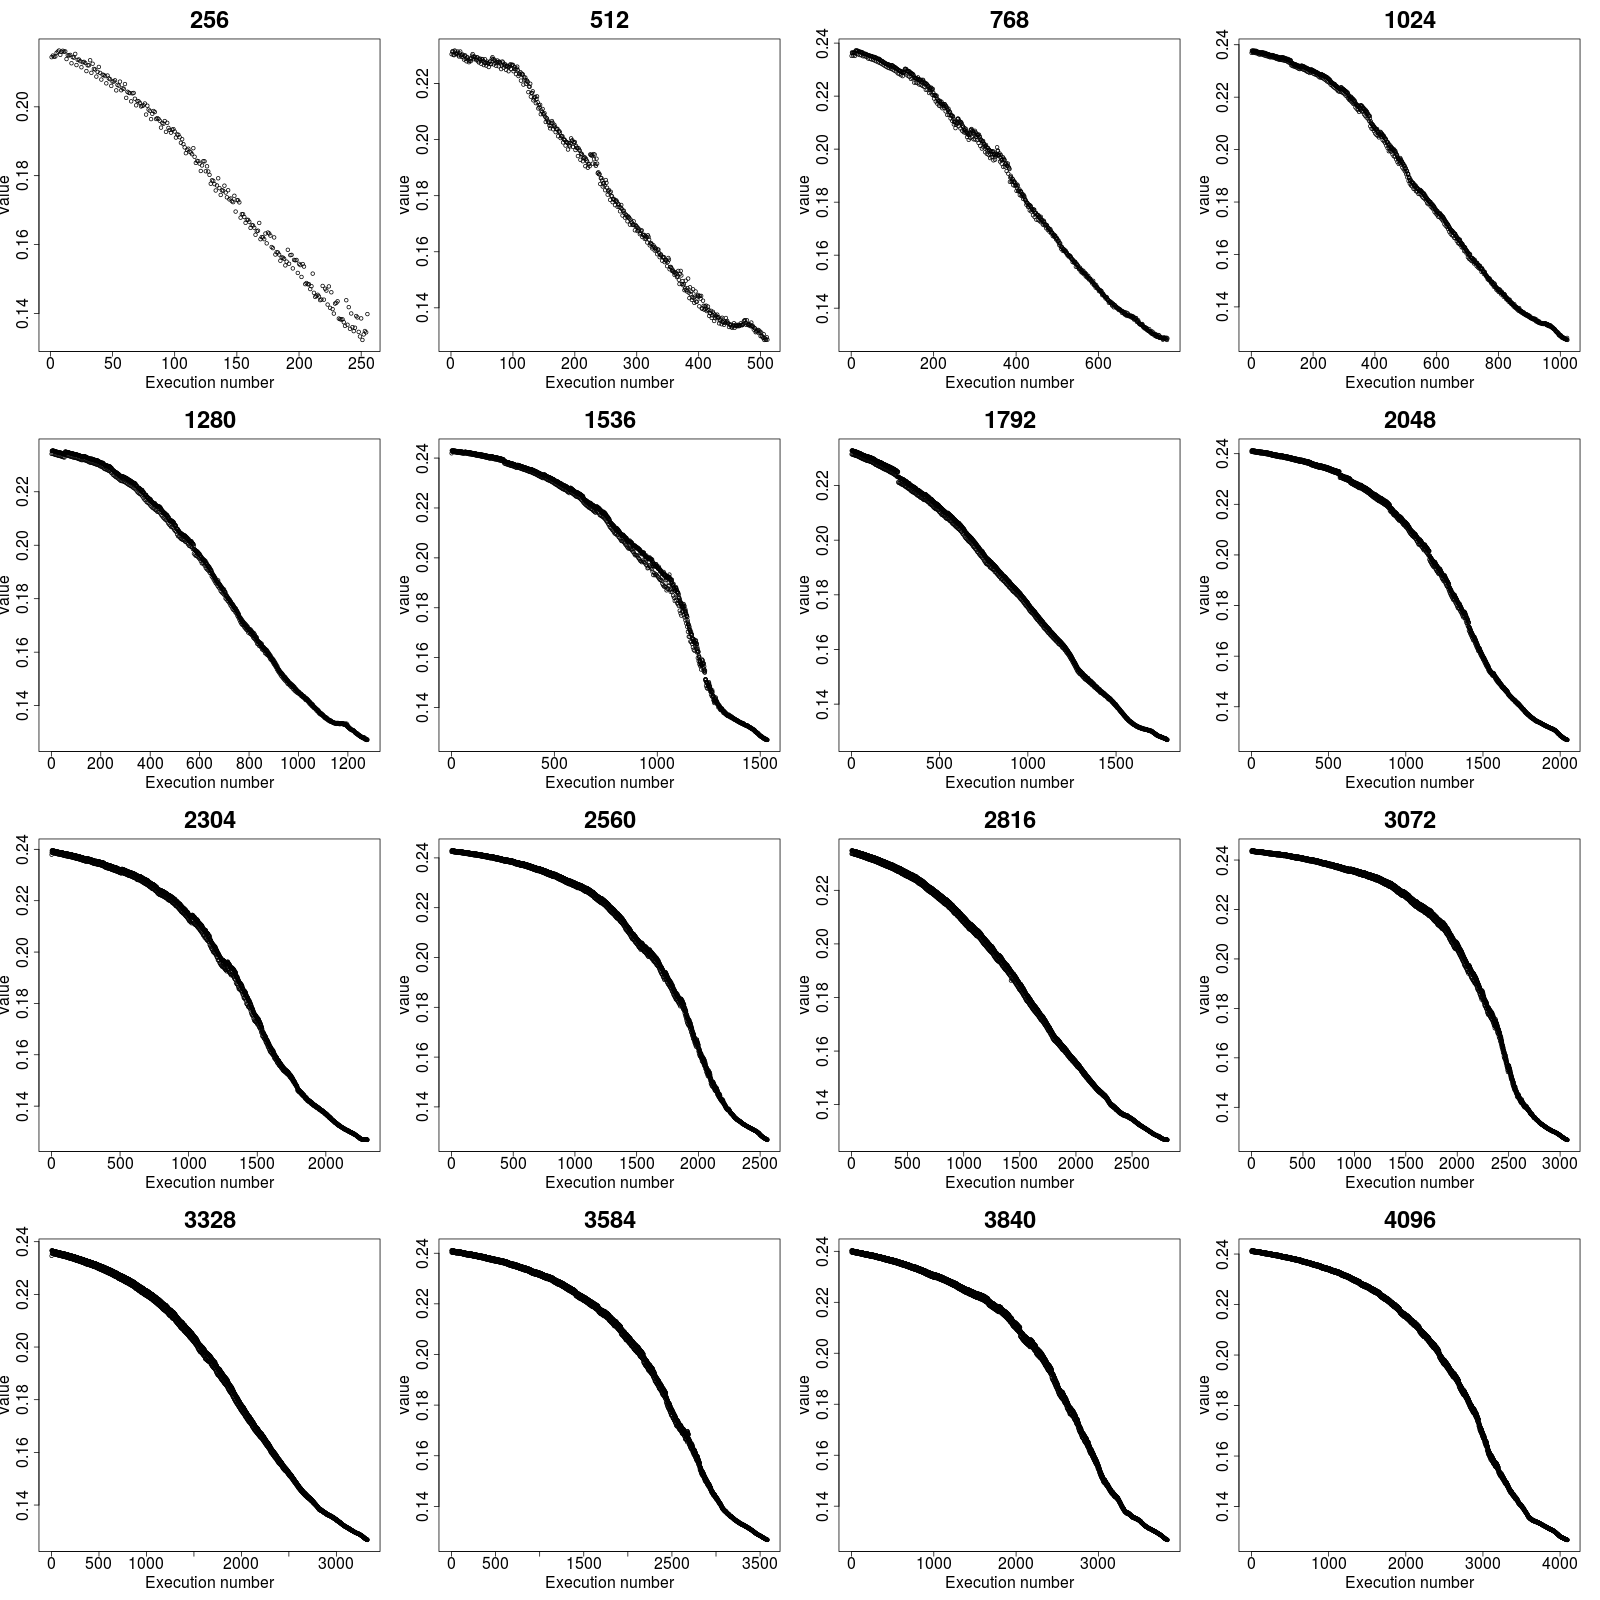 256
value
0.14 0.16 0.18 0.20
0 50 100 150 200 250
Execution number
512
value
0.14 0.16 0.18 0.20 0.22
0 100 200 300 400 500
Execution number
768
value
0.14 0.16 0.18 0.20 0.22 0.24
0 200 400 600
Execution number
1024
value
0.14 0.16 0.18 0.20 0.22 0.24
0 200 400 600 800 1000
Execution number
1280
value
0.14 0.16 0.18 0.20 0.22
0 200 400 600 800 1000 1200
Execution number
1536
value
0.14 0.16 0.18 0.20 0.22 0.24
0 500 1000 1500
Execution number
1792
value
0.14 0.16 0.18 0.20 0.22
0 500 1000 1500
Execution number
2048
value
0.14 0.16 0.18 0.20 0.22 0.24
0 500 1000 1500 2000
Execution number
2304
value
0.14 0.16 0.18 0.20 0.22 0.24
0 500 1000 1500 2000
Execution number
2560
value
0.14 0.16 0.18 0.20 0.22 0.24
0 500 1000 1500 2000 2500
Execution number
2816
value
0.14 0.16 0.18 0.20 0.22
0 500 1000 1500 2000 2500
Execution number
3072
value
0.14 0.16 0.18 0.20 0.22 0.24
0 500 1000 1500 2000 2500 3000
Execution number
3328
value
0.14 0.16 0.18 0.20 0.22 0.24
0 500 1000 2000 3000
Execution number
3584
value
0.14 0.16 0.18 0.20 0.22 0.24
0 500 1500 2500 3500
Execution number
3840
value
0.14 0.16 0.18 0.20 0.22 0.24
0 1000 2000 3000
Execution number
4096
value
0.14 0.16 0.18 0.20 0.22 0.24
0 1000 2000 3000 4000
Execution number